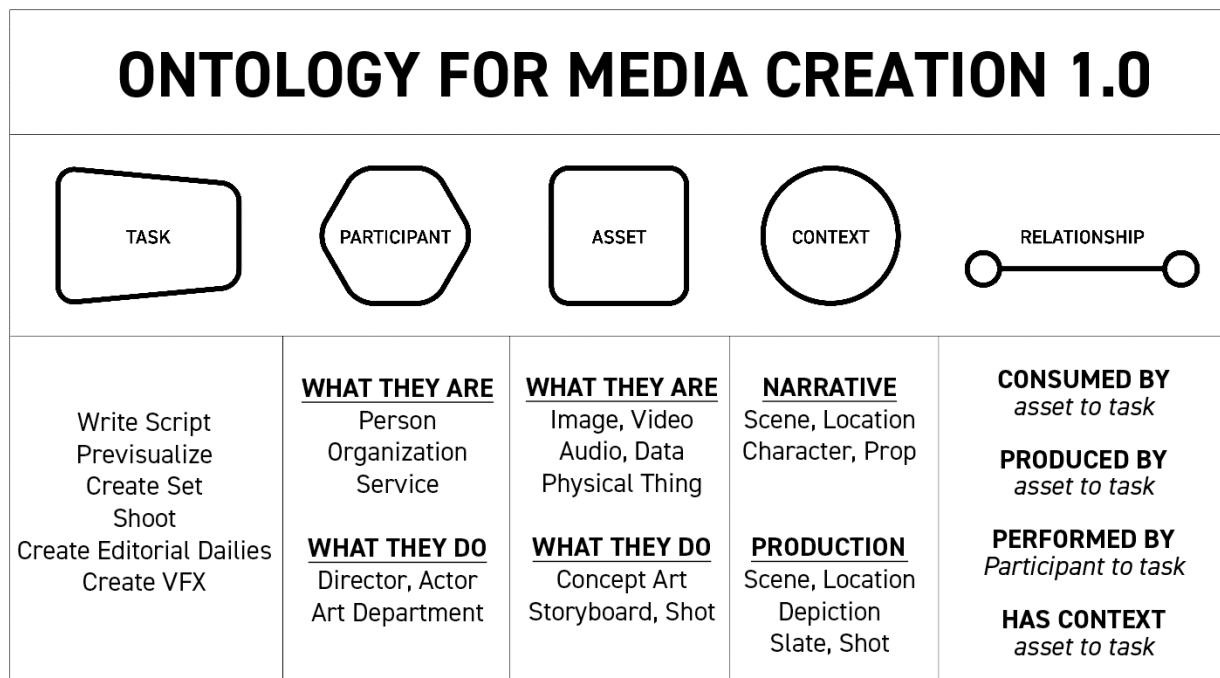 ONTOLOGY FOR MEDIA CREATION 1.0
TASK
PARTICIPANT
ASSET
CONTEXT
RELATIONSHIP
Write Script
Previsualize
Create Set
Shoot
Create Editorial Dailies
Create VFX
WHAT THEY ARE
Person
Organization
Service
WHAT THEY DO
Director, Actor
Art Department
WHAT THEY ARE
Image, Video
Audio, Data
Physical Thing
WHAT THEY DO
Concept Art
Storyboard, Shot
NARRATIVE
Scene, Location
Character, Prop
PRODUCTION
Scene, Location
Depiction
Slate, Shot
CONSUMED BY
asset to task
PRODUCED BY
asset to task
PERFORMED BY
Participant to task
HAS CONTEXT
asset to task